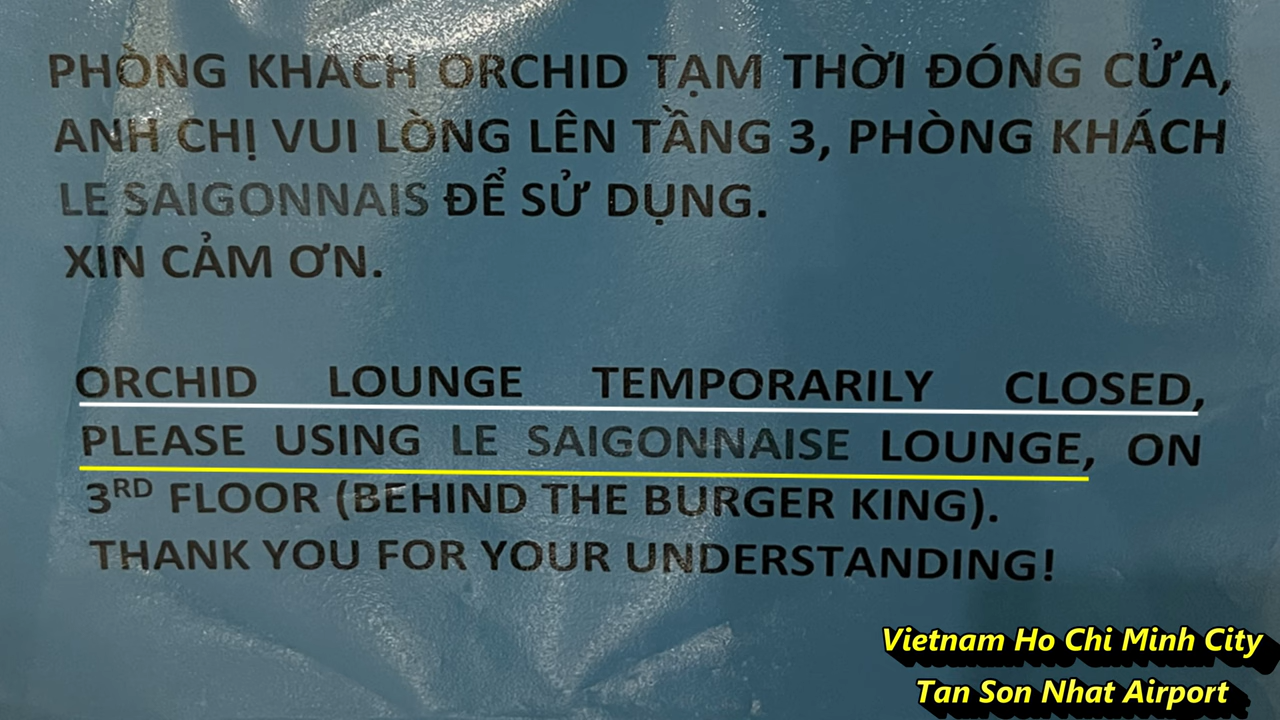 PHÒNG KHÁCH ORCHID TẠM THỜI ĐÓNG CỬA,
ANH CHỊ VUI LÒNG LÊN TẦNG 3, PHÒNG KHÁCH
LE SAIGONNAIS ĐỂ SỬ DỤNG.
XIN CẢM ƠN.
ORCHID LOUNGE TEMPORARILY CLOSED,
PLEASE USING LE SAIGONNAISE LOUNGE, ON
3RD FLOOR (BEHIND THE BURGER KING).
THANK YOU FOR YOUR UNDERSTANDING!
Vietnam Ho Chi Minh City
Tan Son Nhat Airport